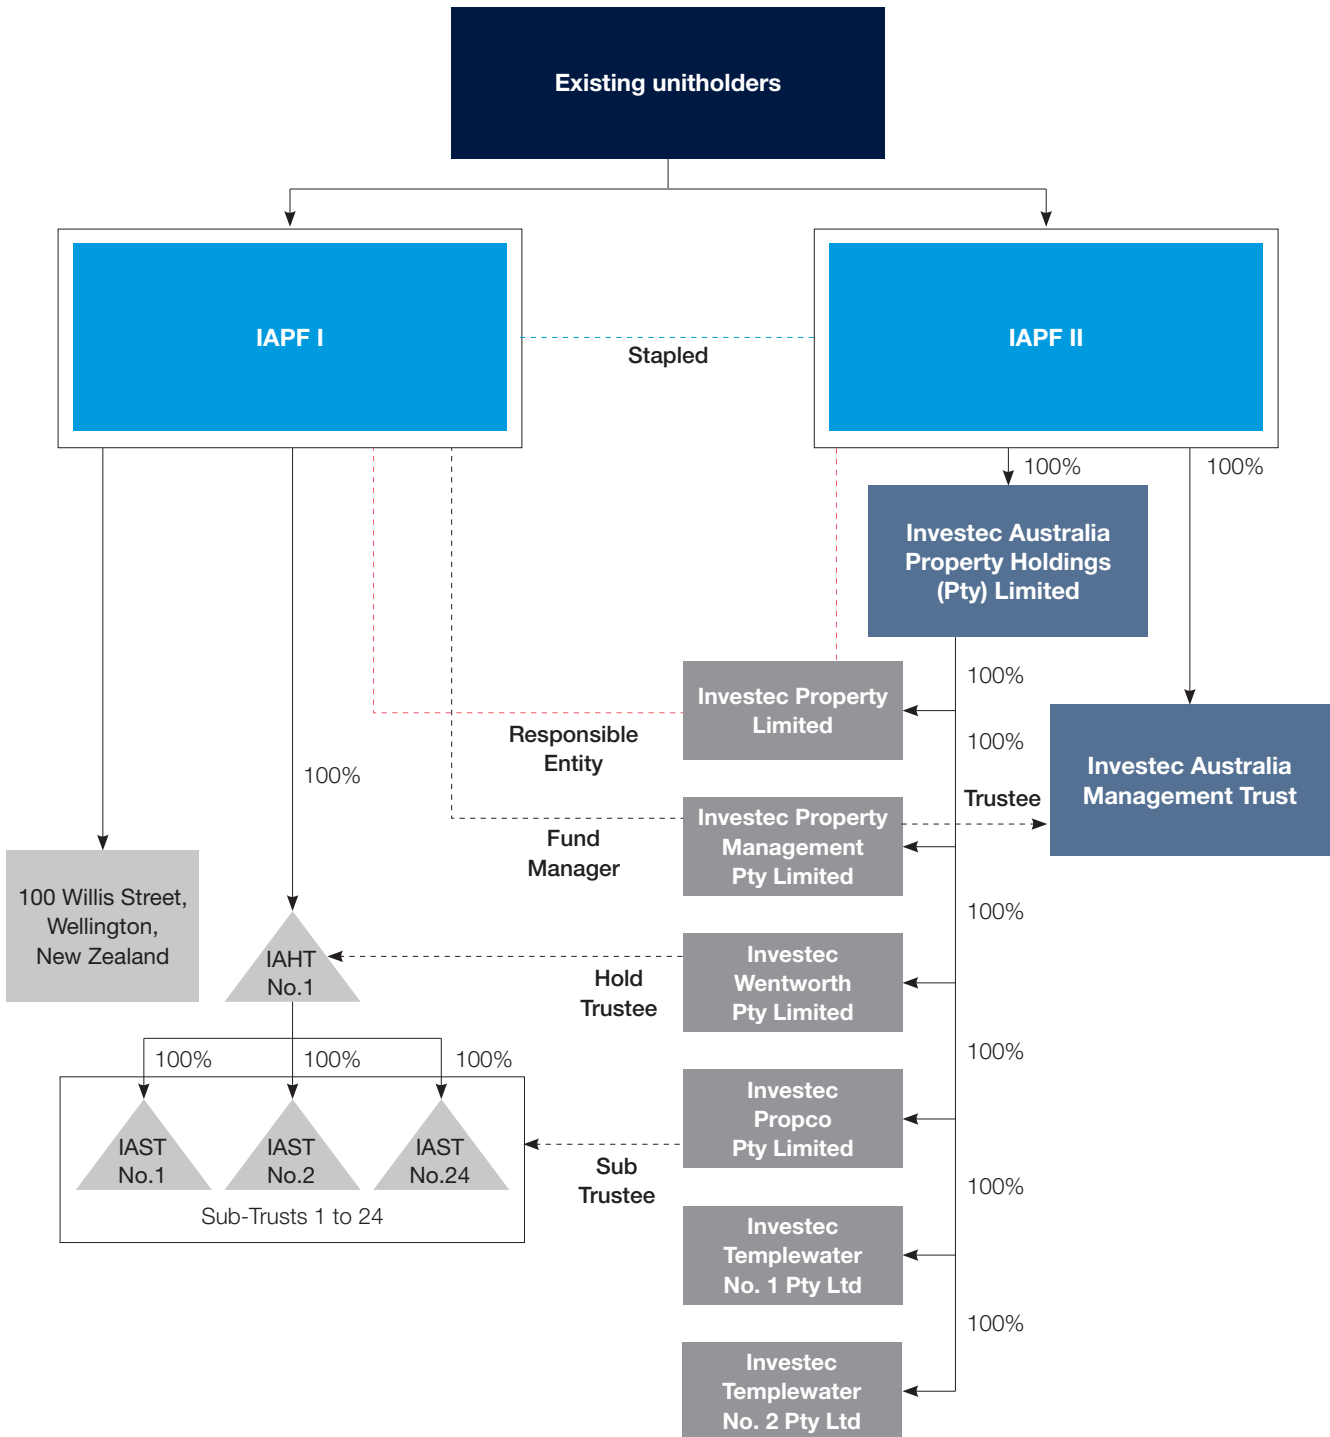 Existing unitholders
IAPF I
Stapled
IAPF II
100%
100%
Investec Australia
Property Holdings
(Pty) Limited
100%
Investec Property
Limited
Responsible
Entity
100%
100%
Investec Australia
Management Trust
Trustee
Investec Property
Management
Pty Limited
Fund
Manager
100 Willis Street,
Wellington,
New Zealand
100%
IAHT
No.1
Hold
Trustee
Investec
Wentworth
Pty Limited
100%
100%
100%
100%
IAST
No.1
IAST
No.2
IAST
No.24
Sub-Trusts 1 to 24
Sub
Trustee
Investec
Propco
Pty Limited
100%
Investec
Templewater
No. 1 Pty Ltd
100%
Investec
Templewater
No. 2 Pty Ltd